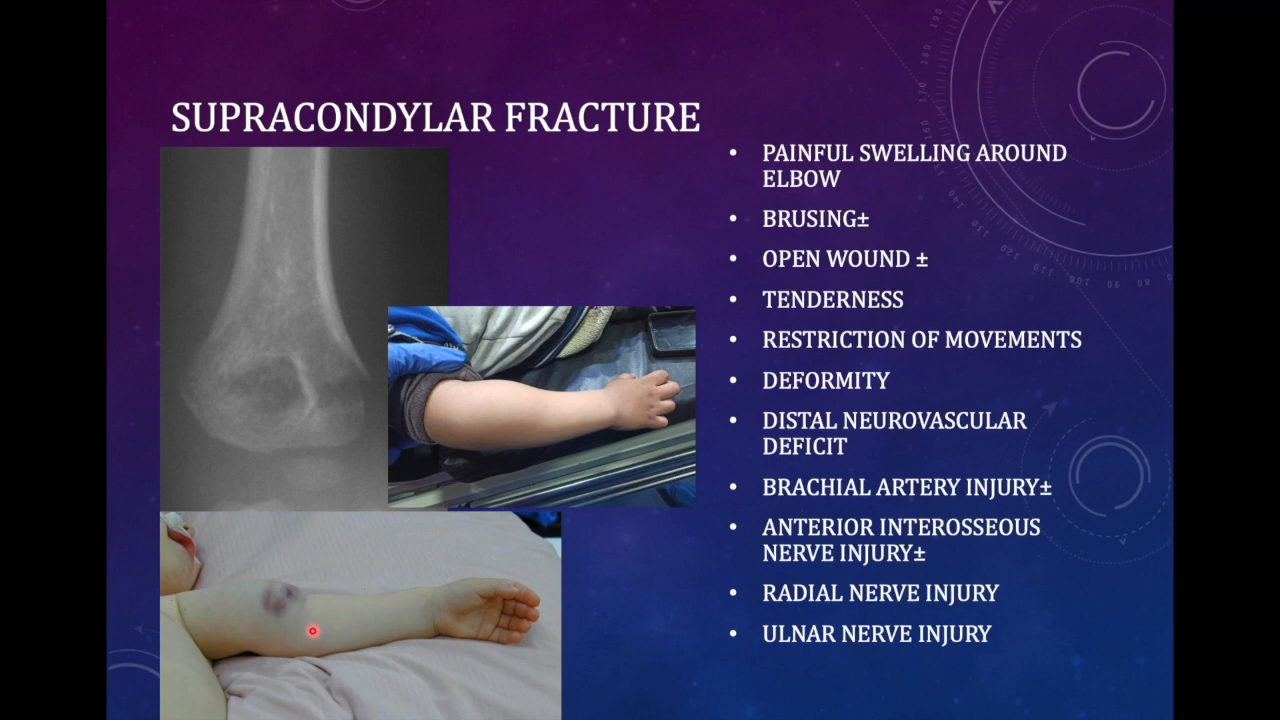 SUPRACONDYLAR FRACTURE
• PAINFUL SWELLING AROUND
ELBOW
• BRUSING±
• OPEN WOUND ±
• TENDERNESS
• RESTRICTION OF MOVEMENTS
• DEFORMITY
• DISTAL NEUROVASCULAR
DEFICIT
• BRACHIAL ARTERY INJURY±
• ANTERIOR INTEROSSEOUS
NERVE INJURY±
• RADIAL NERVE INJURY
• ULNAR NERVE INJURY